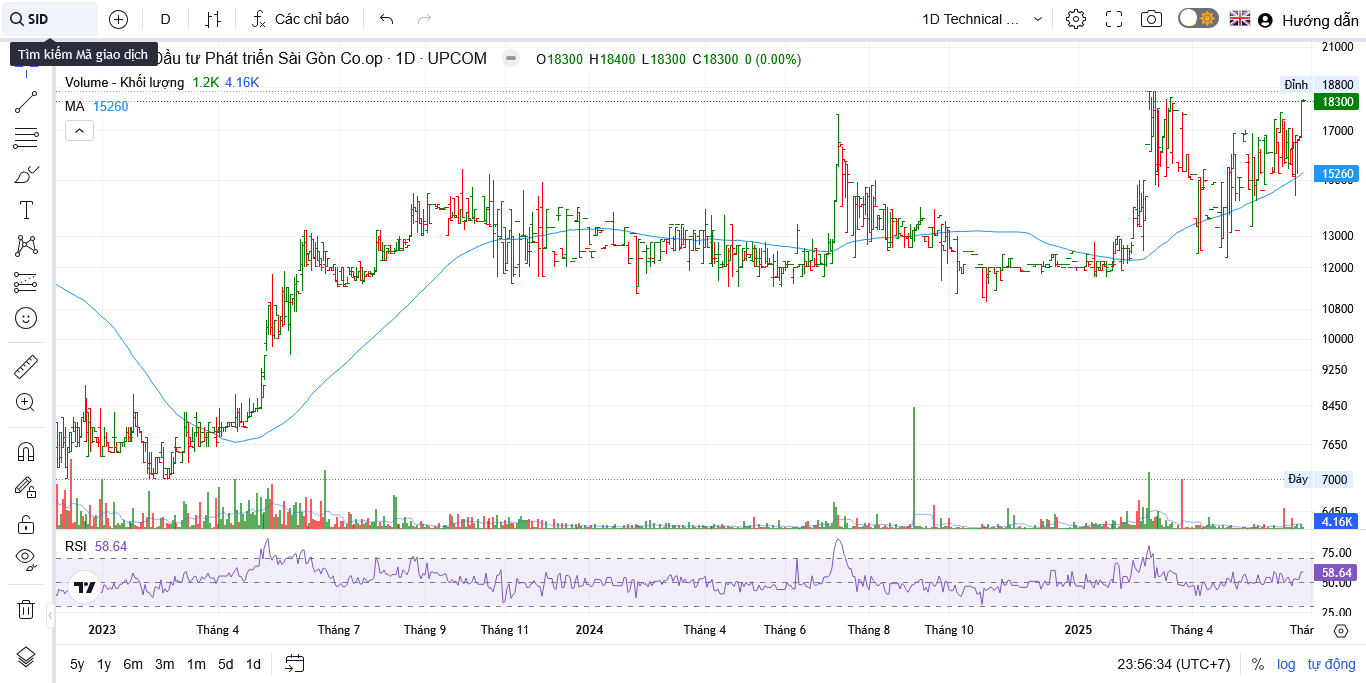 SID
D
Các chỉ báo
1D Technical ...
Hướng dẫn
Tìm kiếm Mã giao dịch
Đầu tư Phát triển Sài Gòn Co.op · 1D · UPCOM
O18300 H18400 L18300 C18300 0 (0.00%)
Volume - Khối lượng 1.2K 4.16K
MA 15260
21000
Đỉnh 18800
18300
17000
15260
13000
12000
10800
10000
9250
8450
7650
Đáy 7000
4.16K
RSI 58.64
75.00
58.64
50.00
25.00
2023 Tháng 4 Tháng 7 Tháng 9 Tháng 11 2024 Tháng 4 Tháng 6 Tháng 8 Tháng 10 2025 Tháng 4 Thár
5y 1y 6m 3m 1m 5d 1d
23:56:34 (UTC+7) % log tự động